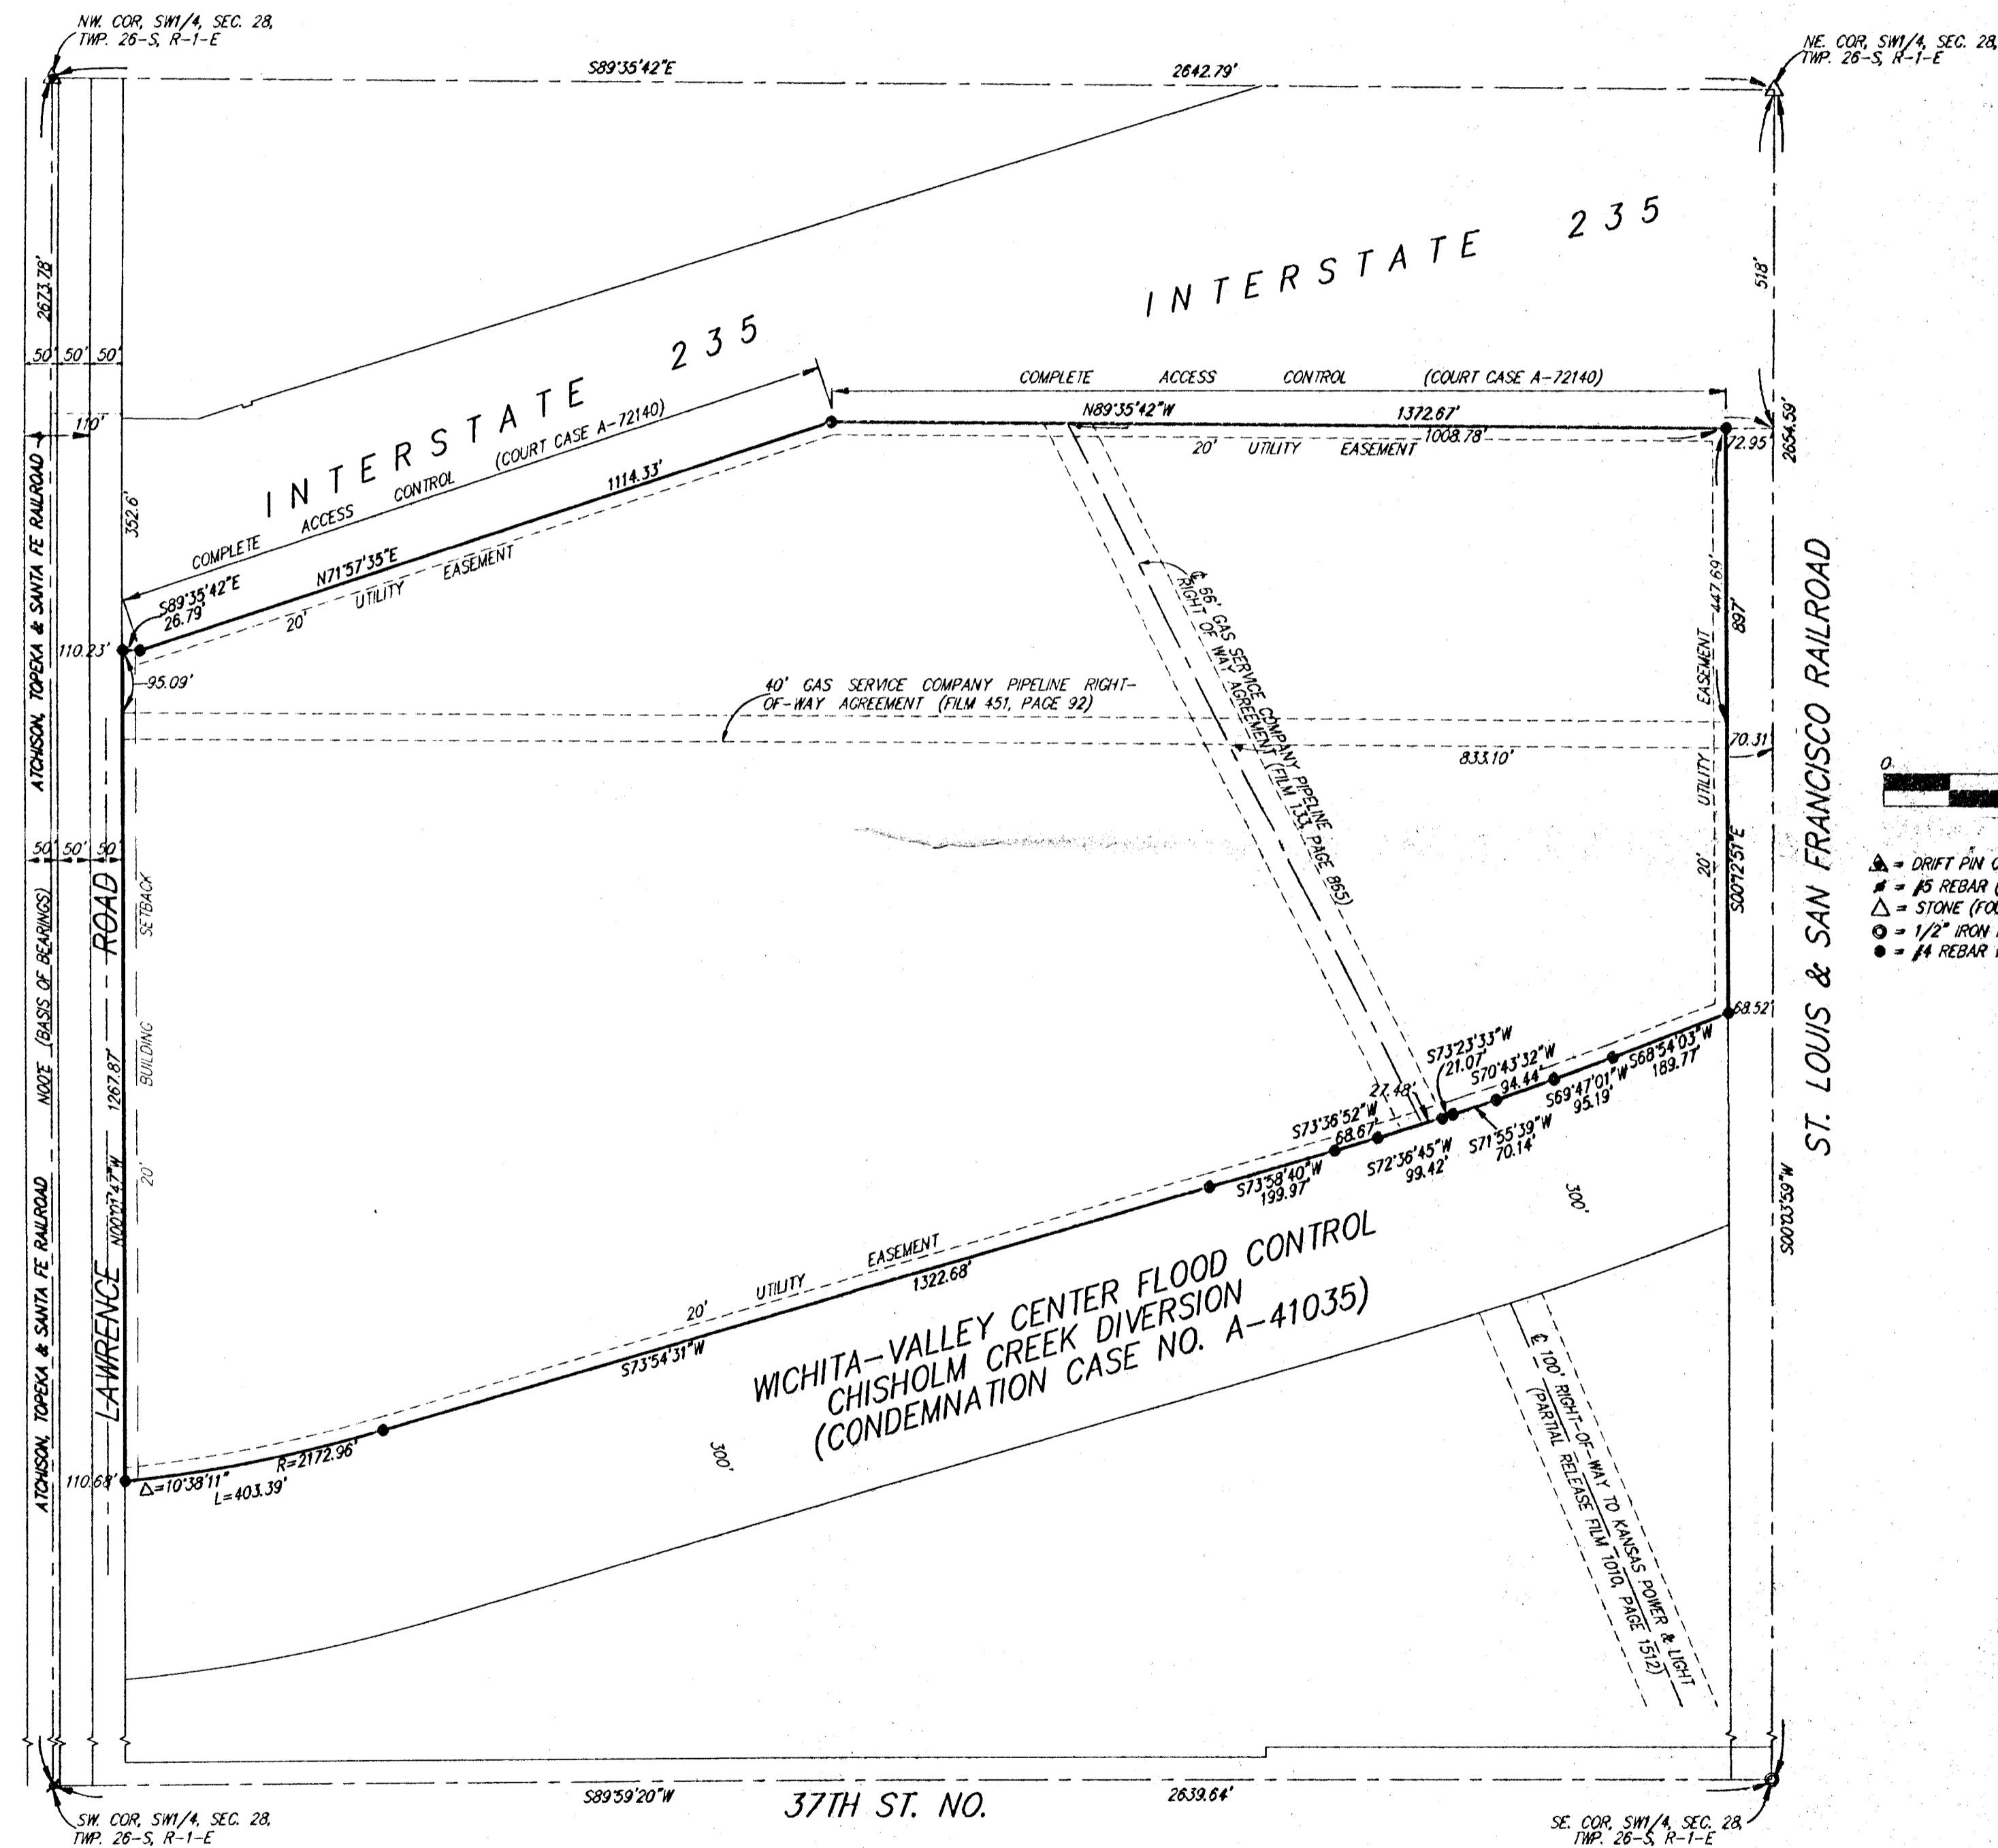 NW. COR, SW1/4, SEC. 28,
TWP. 26-S, R-1-E
S89°35'42"E
2642.79'
NE. COR, SW1/4, SEC. 28,
TWP. 26-S, R-1-E
INTERSTATE 235
518'
2673.78'
50' 50' 50'
INTERSTATE 235
COMPLETE ACCESS CONTROL (COURT CASE A-72140)
N89°35'42"W
1372.67'
1008.78'
20' UTILITY EASEMENT
72.95'
2654.59'
110'
352.6'
COMPLETE ACCESS CONTROL (COURT CASE A-72140)
1114.33'
N71°57'35"E
20' UTILITY EASEMENT
S89°35'42"E
26.79'
110.23'
95.09'
ATCHISON, TOPEKA & SANTA FE RAILROAD
40' GAS SERVICE COMPANY PIPELINE RIGHT-
OF-WAY AGREEMENT (FILM 451, PAGE 92)
℄ 56' GAS SERVICE COMPANY PIPELINE
RIGHT OF WAY AGREEMENT (FILM 133, PAGE 865)
447.69'
897'
20' UTILITY EASEMENT
70.31'
833.10'
S00°12'51"E
ST. LOUIS & SAN FRANCISCO RAILROAD
0
= DRIFT PIN
= #5 REBAR
= STONE
= 1/2" IRON
= #4 REBAR
50' 50' 50'
(BASIS OF BEARINGS)
LAWRENCE ROAD
1267.87'
20' BUILDING SETBACK
68.52'
S73°23'33"W
21.07'
S70°43'32"W
94.44'
S68°54'03"W
189.77'
S69°47'01"W
95.19'
27.48'
S73°36'52"W
68.67'
S71°55'39"W
70.14'
S72°36'45"W
99.42'
S73°58'40"W
199.97'
300'
S00°03'59"W
20' UTILITY EASEMENT
1322.68'
S73°54'31"W
WICHITA-VALLEY CENTER FLOOD CONTROL
CHISHOLM CREEK DIVERSION
(CONDEMNATION CASE NO. A-41035)
300'
ATCHISON, TOPEKA & SANTA FE RAILROAD
110.68'
Δ=10°38'11"
R=2172.96'
L=403.39'
℄ 100' RIGHT-OF-WAY TO KANSAS POWER & LIGHT
(PARTIAL RELEASE FILM 1010, PAGE 1512)
S89°59'20"W
37TH ST. NO.
2639.64'
SW. COR, SW1/4, SEC. 28,
TWP. 26-S, R-1-E
SE. COR, SW1/4, SEC. 28,
TWP. 26-S, R-1-E